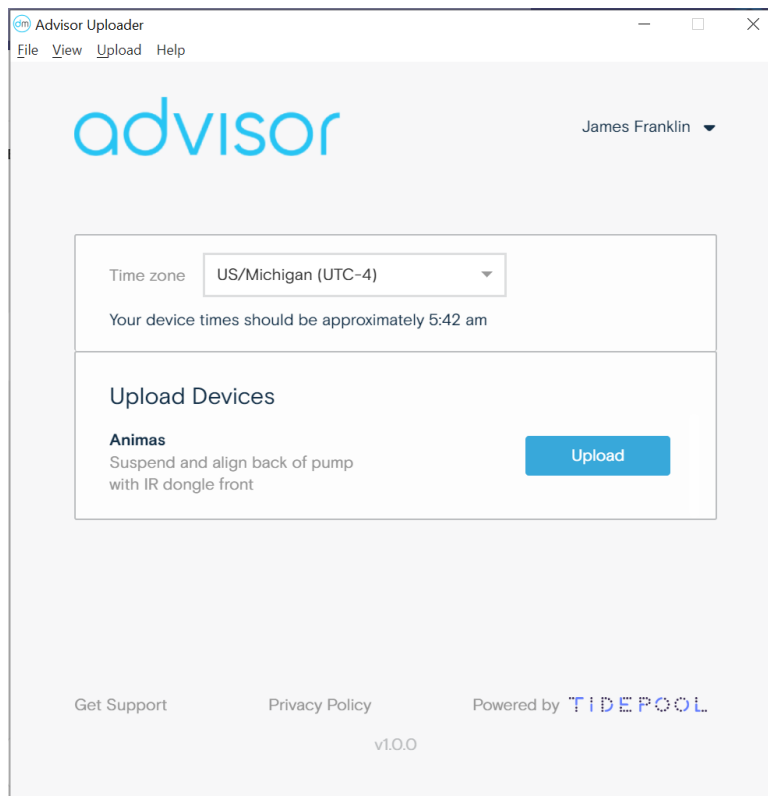 dm Advisor Uploader
File View Upload Help
advisor
James Franklin
Time zone
US/Michigan (UTC-4)
Your device times should be approximately 5:42 am
Upload Devices
Animas
Suspend and align back of pump
with IR dongle front
Upload
Get Support
Privacy Policy
Powered by TIDEPOOL
v1.0.0